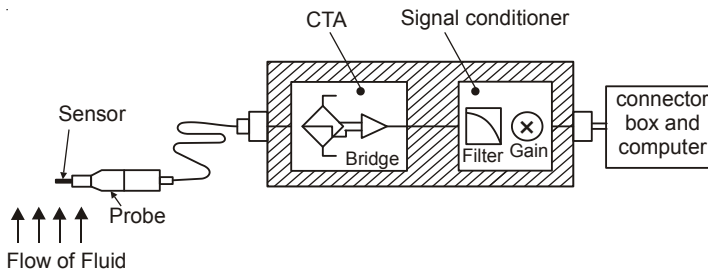 CTA
Signal conditioner
Sensor
Bridge
Filter
Gain
connector
box and
computer
Probe
Flow of Fluid